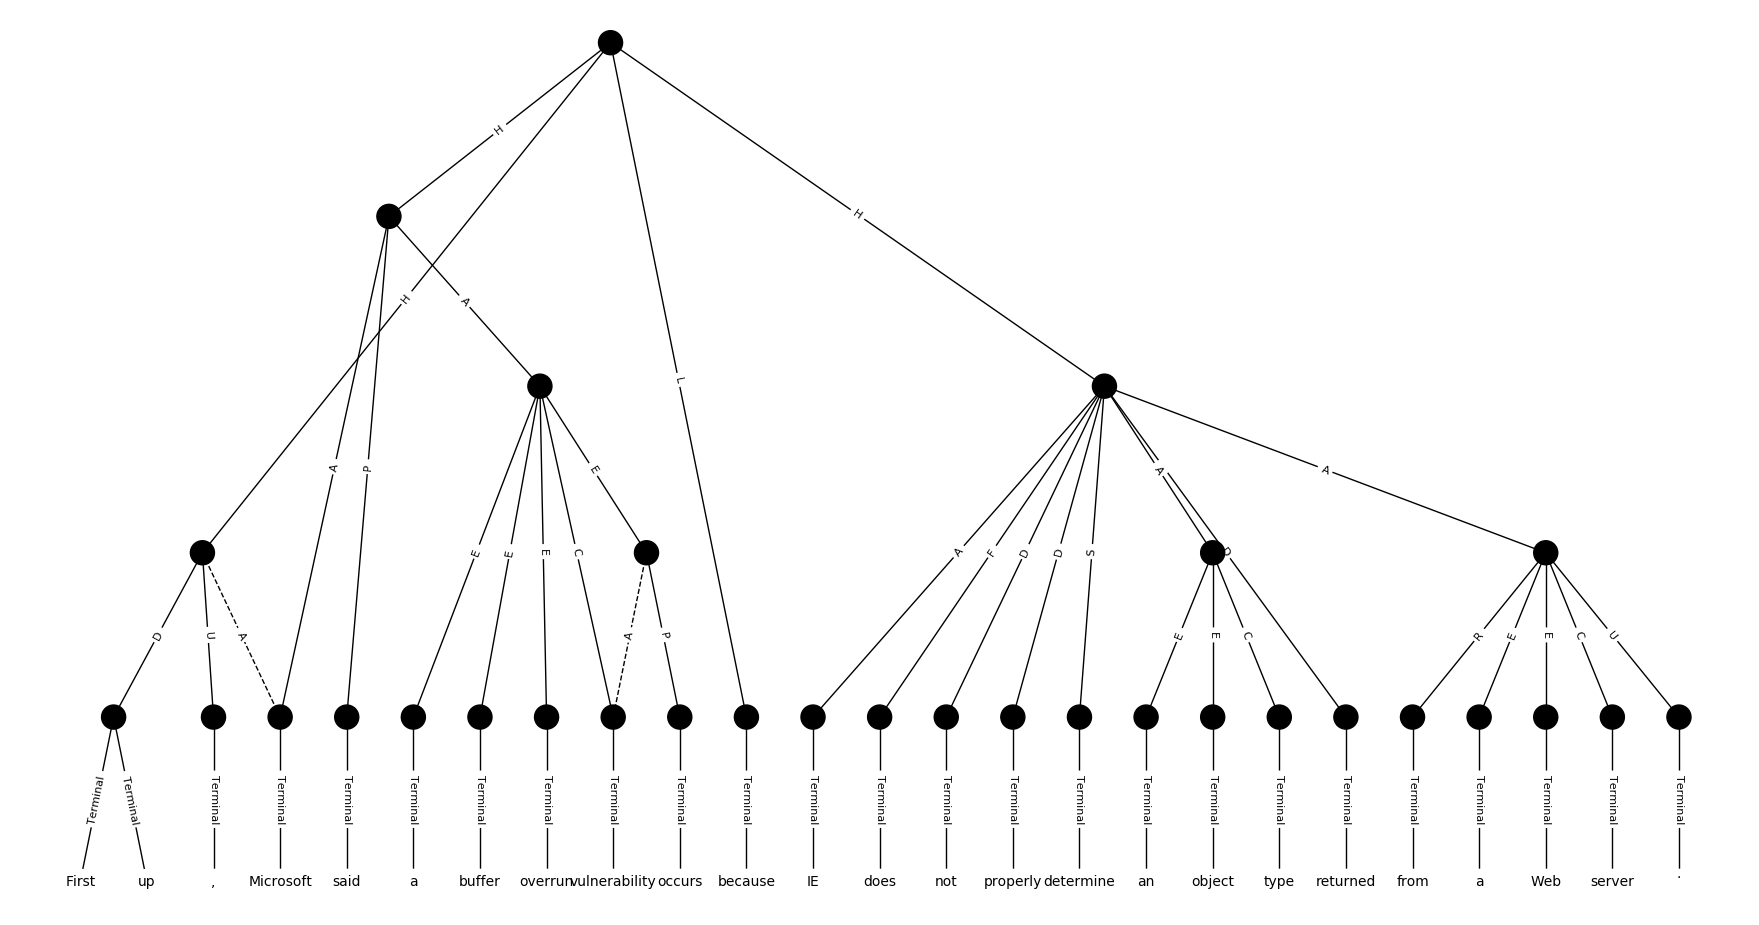 H
H
H
A
L
A
P
E
A
A
E
E
E
C
A
F
D
D
S
D
D
U
A
A
P
E
E
C
R
E
E
C
U
Terminal Terminal Terminal Terminal Terminal Terminal Terminal Terminal Terminal Terminal Terminal Terminal Terminal Terminal Terminal Terminal Terminal Terminal Terminal Terminal Terminal Terminal Terminal Terminal Terminal
First up , Microsoft said a buffer overrun vulnerability occurs because IE does not properly determine an object type returned from a Web server .